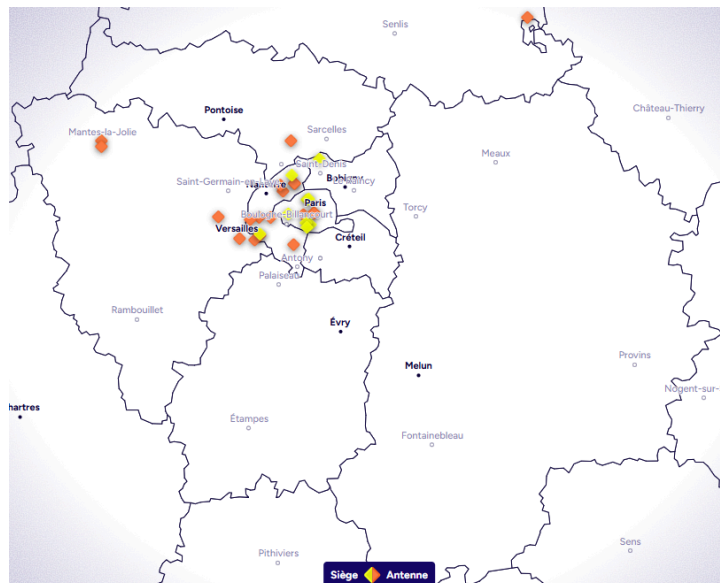 Senlis
Château-Thierry
Pontoise
Mantes-la-Jolie
Sarcelles
Meaux
Saint-Denis
Saint-Germain-en-Laye
Nanterre
Bobigny
Le Raincy
Paris
Torcy
Boulogne-Billancourt
Versailles
Créteil
Antony
Palaiseau
Rambouillet
Évry
Melun
Provins
Nogent-sur-
hartres
Étampes
Fontainebleau
Sens
Pithiviers
Siège Antenne